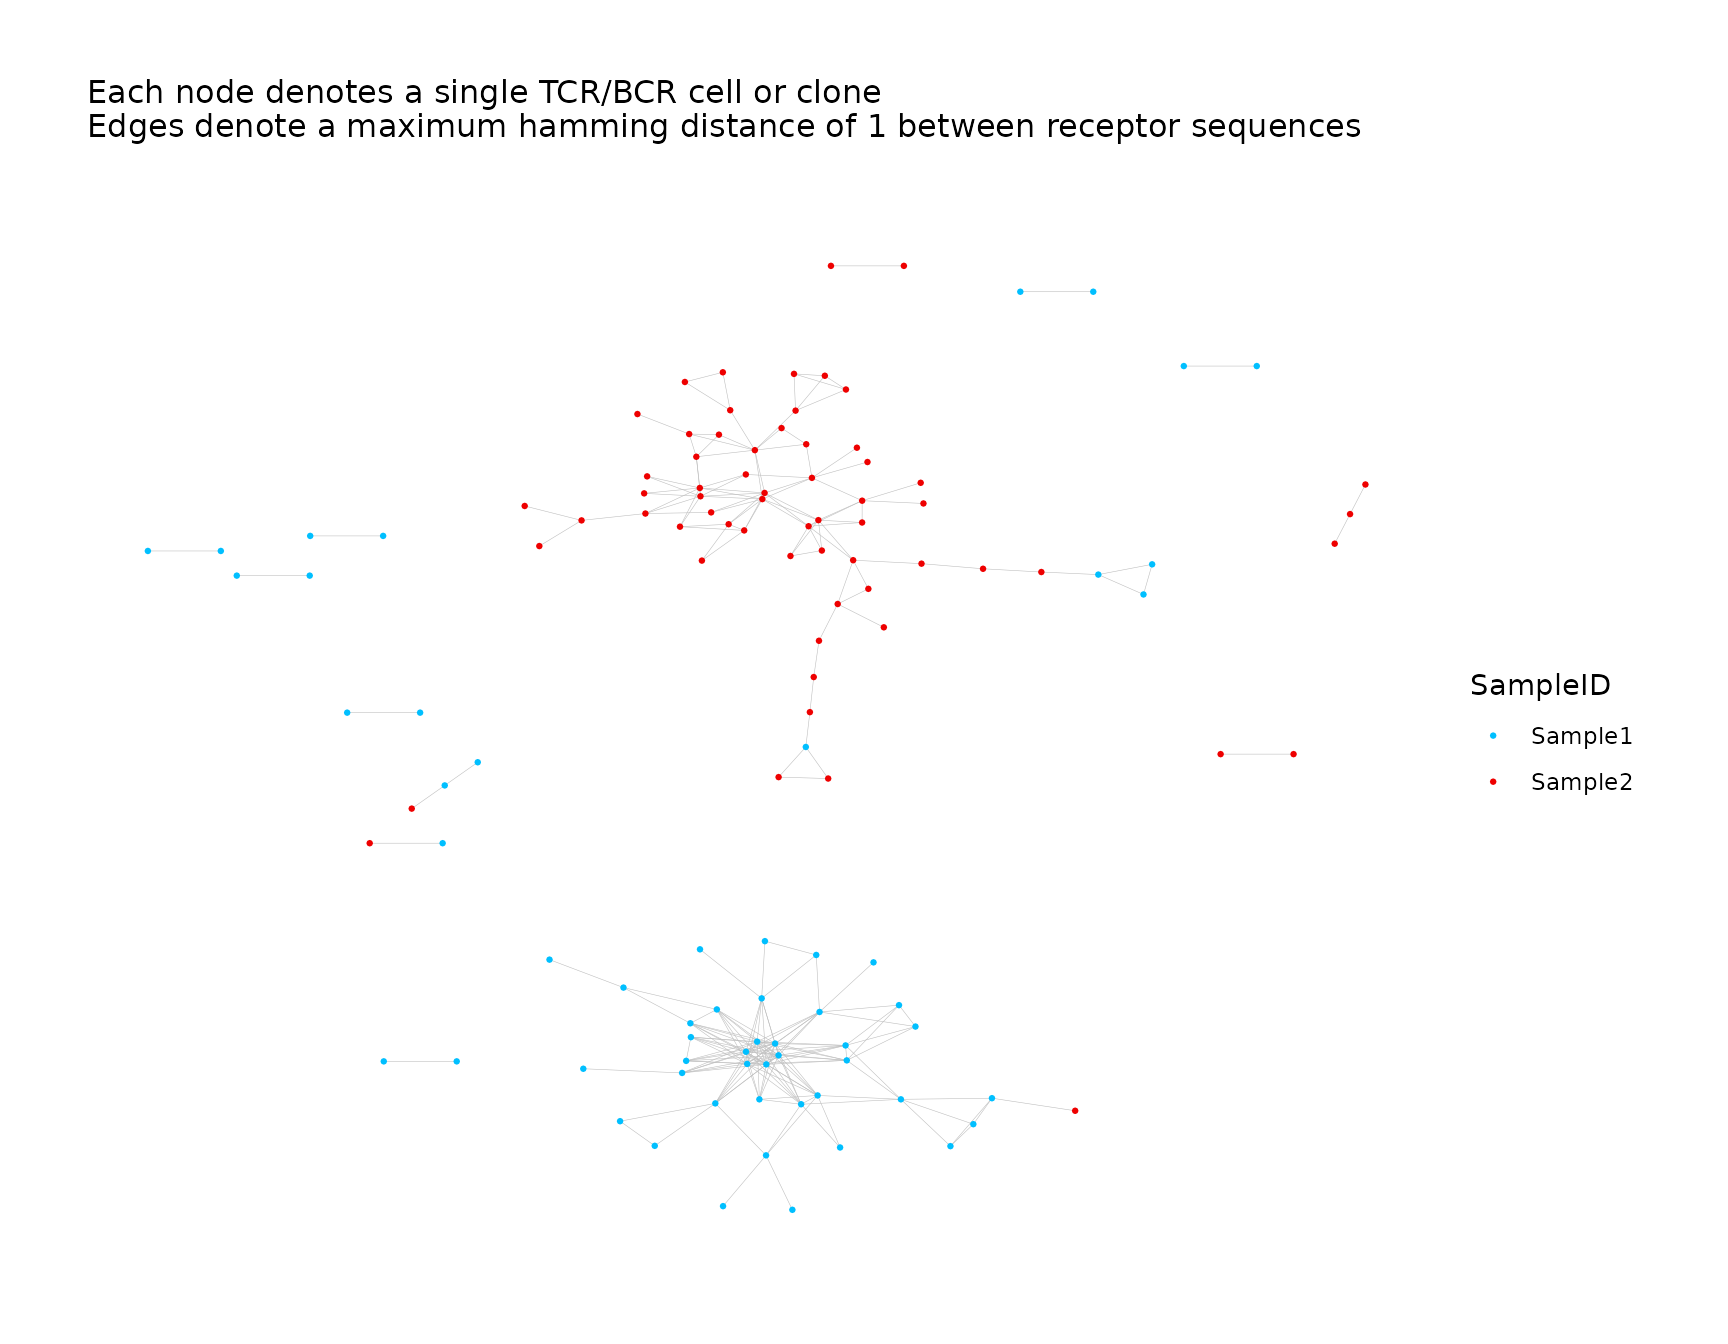 Each node denotes a single TCR/BCR cell or clone
Edges denote a maximum hamming distance of 1 between receptor sequences
SampleID
Sample1
Sample2